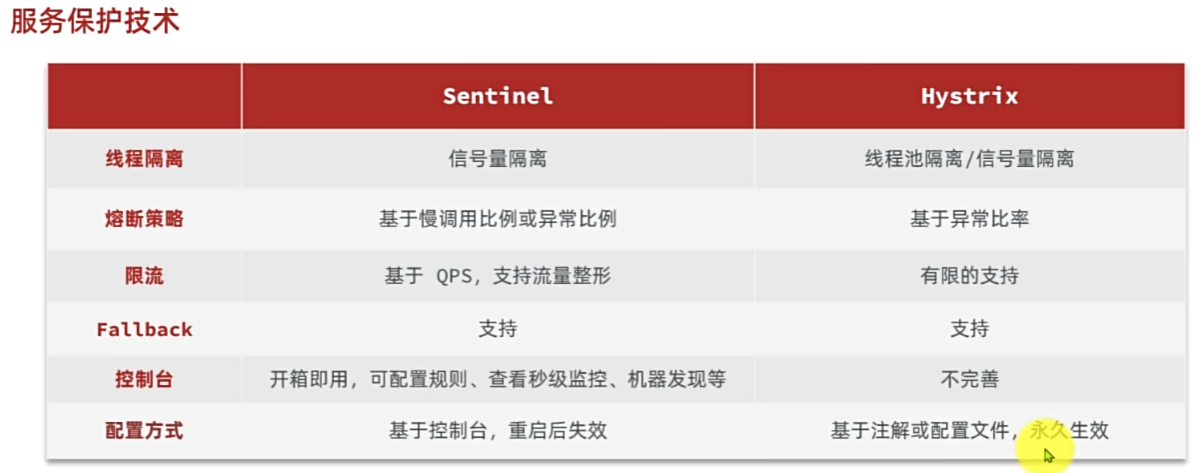 服务保护技术
Sentinel Hystrix
线程隔离 信号量隔离 线程池隔离/信号量隔离
熔断策略 基于慢调用比例或异常比例 基于异常比率
限流 基于 QPS，支持流量整形 有限的支持
Fallback 支持 支持
控制台 开箱即用，可配置规则、查看秒级监控、机器发现等 不完善
配置方式 基于控制台，重启后失效 基于注解或配置文件，永久生效